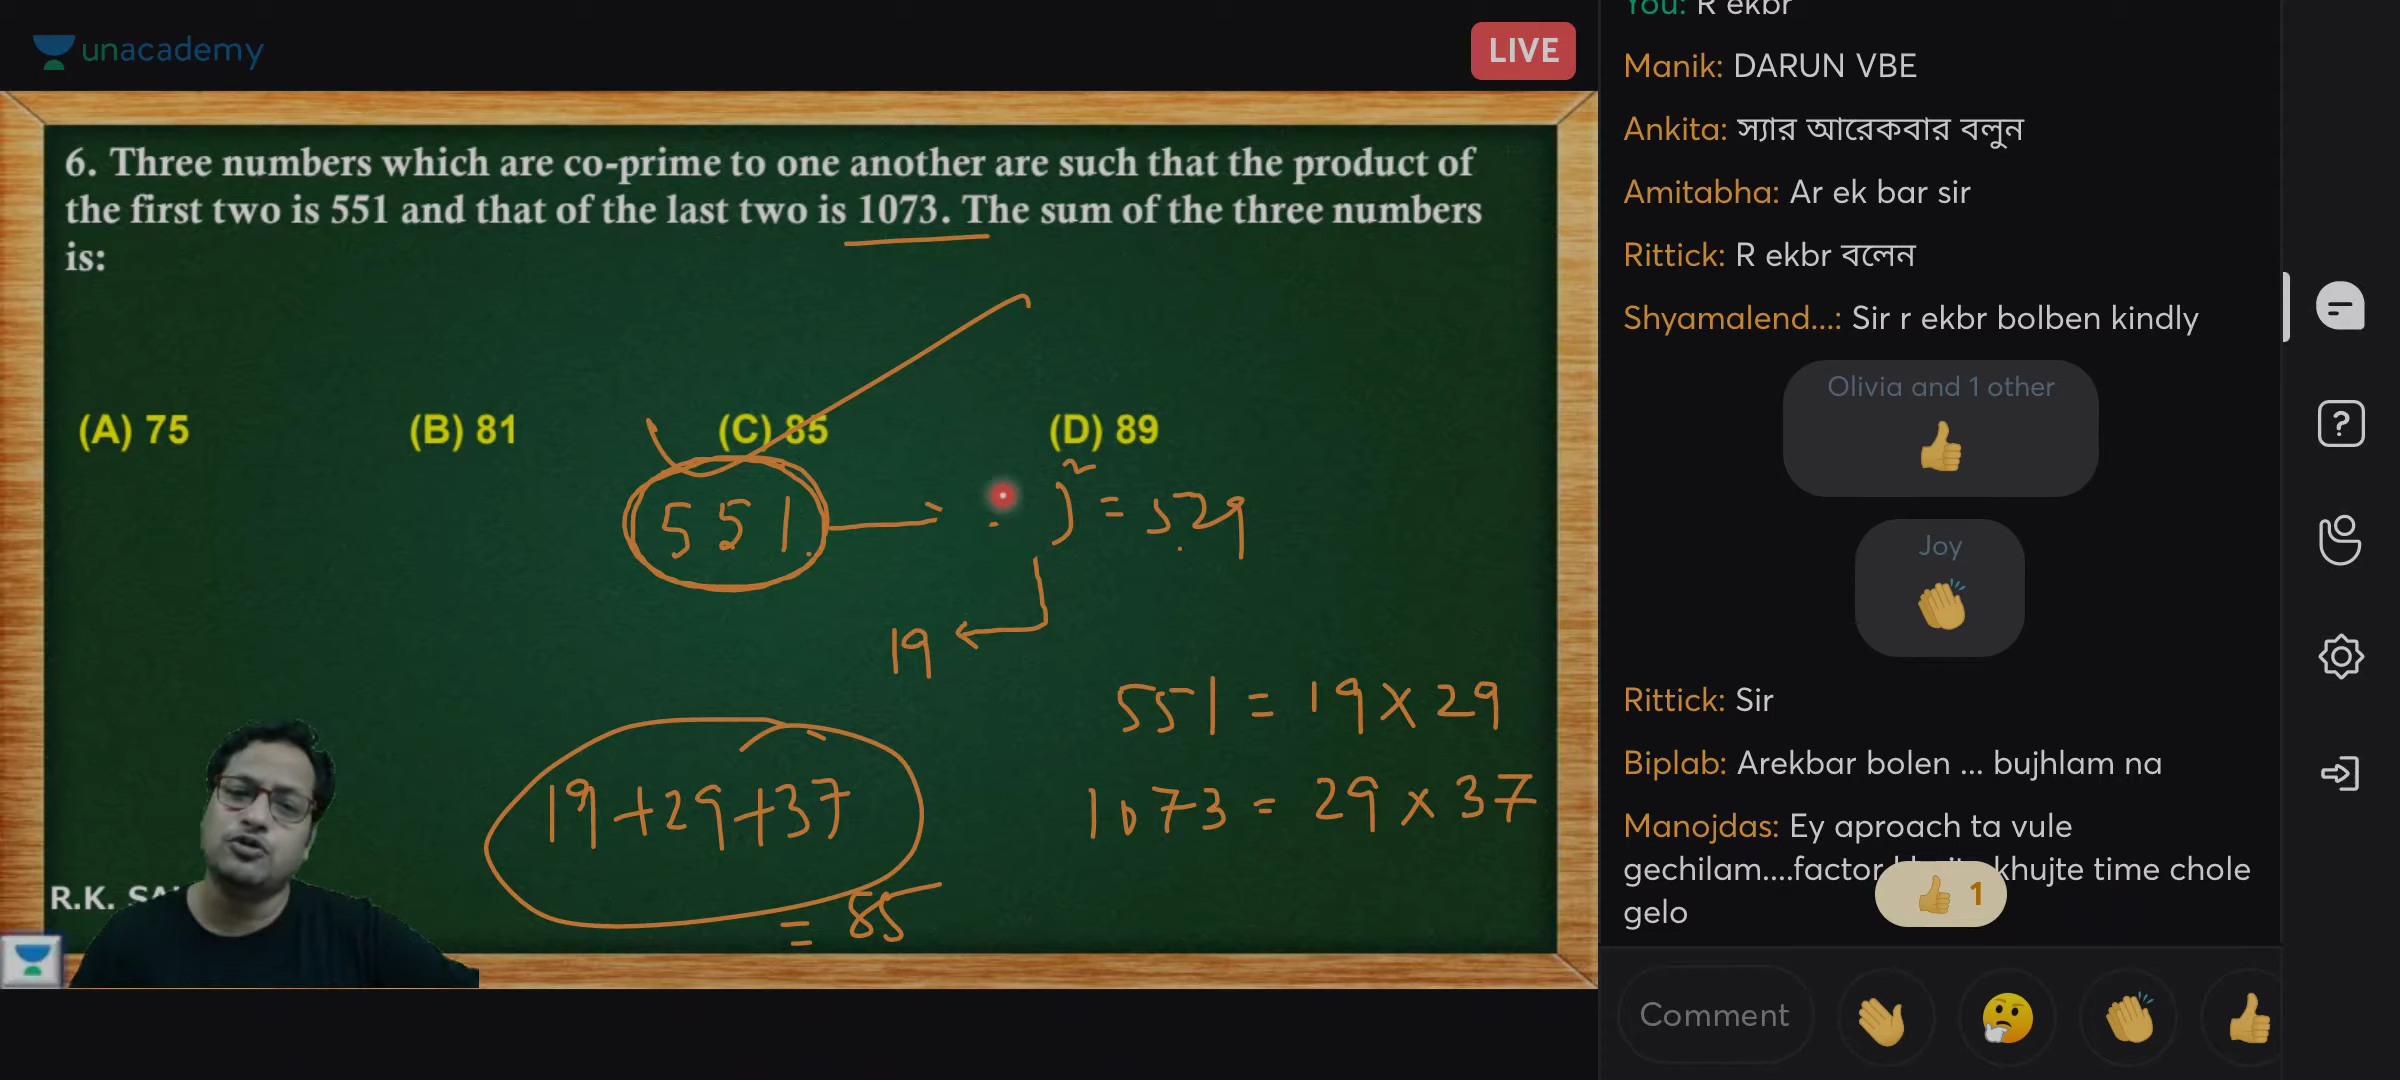 unacademy
LIVE
6. Three numbers which are co-prime to one another are such that the product of
the first two is 551 and that of the last two is 1073. The sum of the three numbers
is:
(A) 75
(B) 81
(C) 85
(D) 89
551
=
)² = 529
19
551 = 19 × 29
1073 = 29 × 37
19+29+37
= 85
R.K.
You: R ekbr
Manik: DARUN VBE
Ankita: স্যার আরেকবার বলুন
Amitabha: Ar ek bar sir
Rittick: R ekbr বলেন
Shyamalend...: Sir r ekbr bolben kindly
Olivia and 1 other
Joy
Rittick: Sir
Biplab: Arekbar bolen ... bujhlam na
Manojdas: Ey aproach ta vule
gechilam....factor khujte time chole
gelo
1
Comment